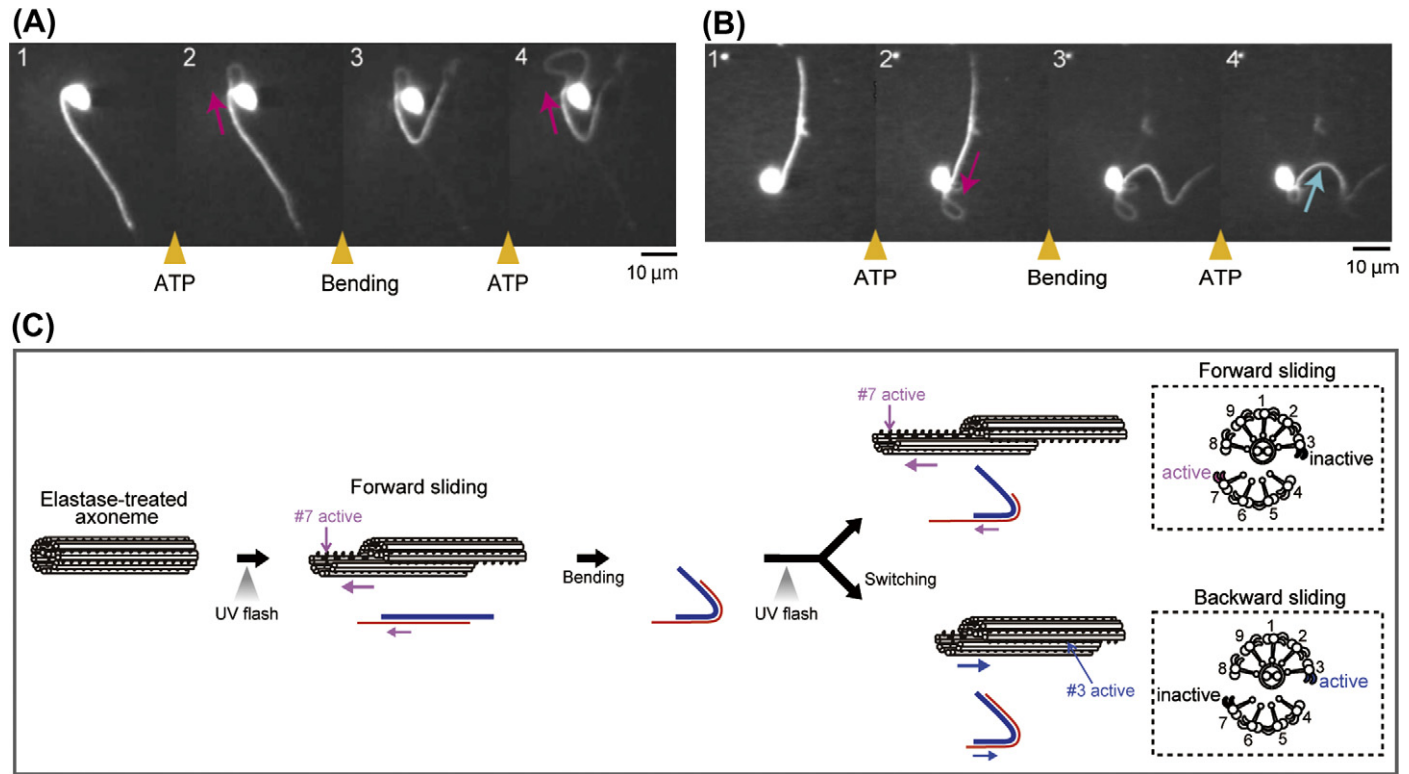 (A)
1 2 3 4
ATP Bending ATP 10 µm
(B)
1 2 3 4
ATP Bending ATP 10 µm
(C)
Elastase-treated
axoneme
UV flash
Forward sliding
#7 active
Bending
UV flash
Switching
#7 active
#3 active
Forward sliding
1
9 2
8 3
inactive
active
7 4
6 5
Backward sliding
1
9 2
8 3
active
inactive
7 4
6 5